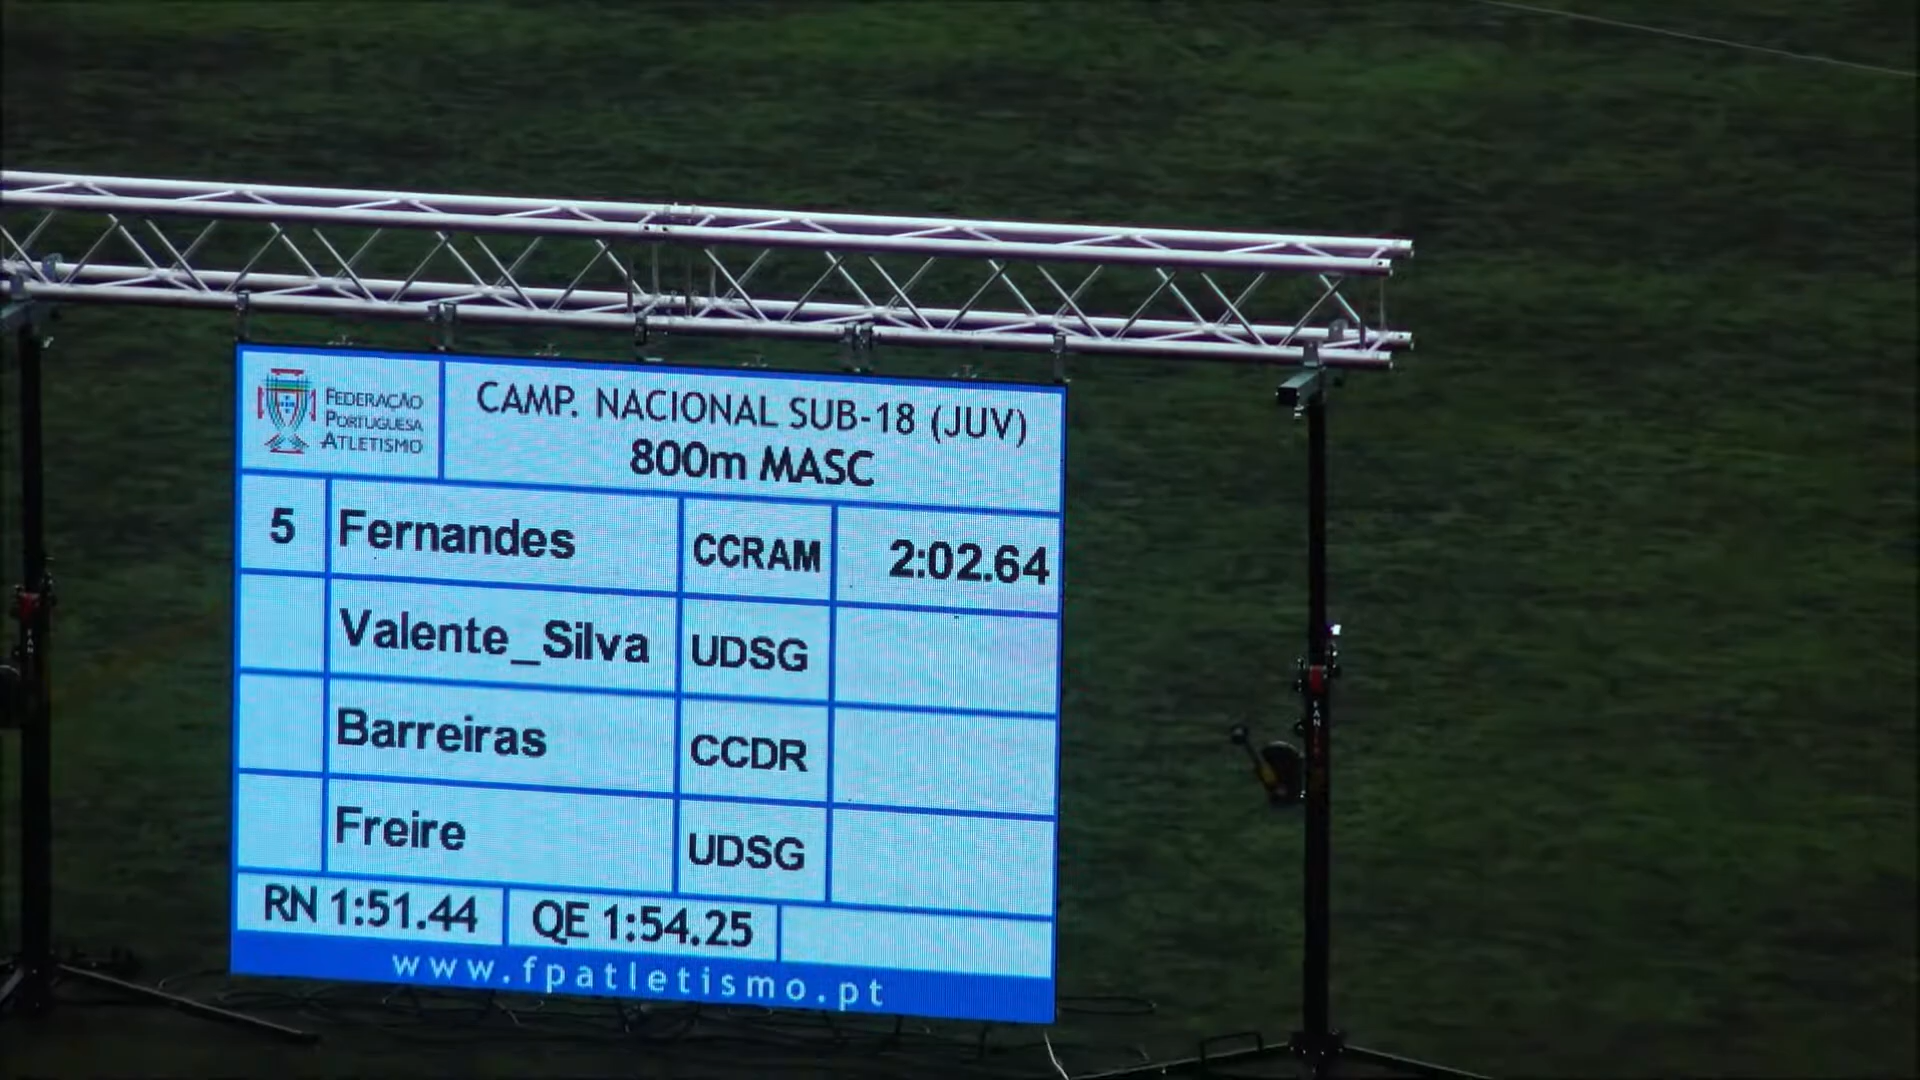 FEDERAÇÃO
PORTUGUESA
ATLETISMO
CAMP. NACIONAL SUB-18 (JUV)
800m MASC
5 Fernandes CCRAM 2:02.64
Valente_Silva UDSG
Barreiras CCDR
Freire UDSG
RN 1:51.44 QE 1:54.25
www.fpatletismo.pt